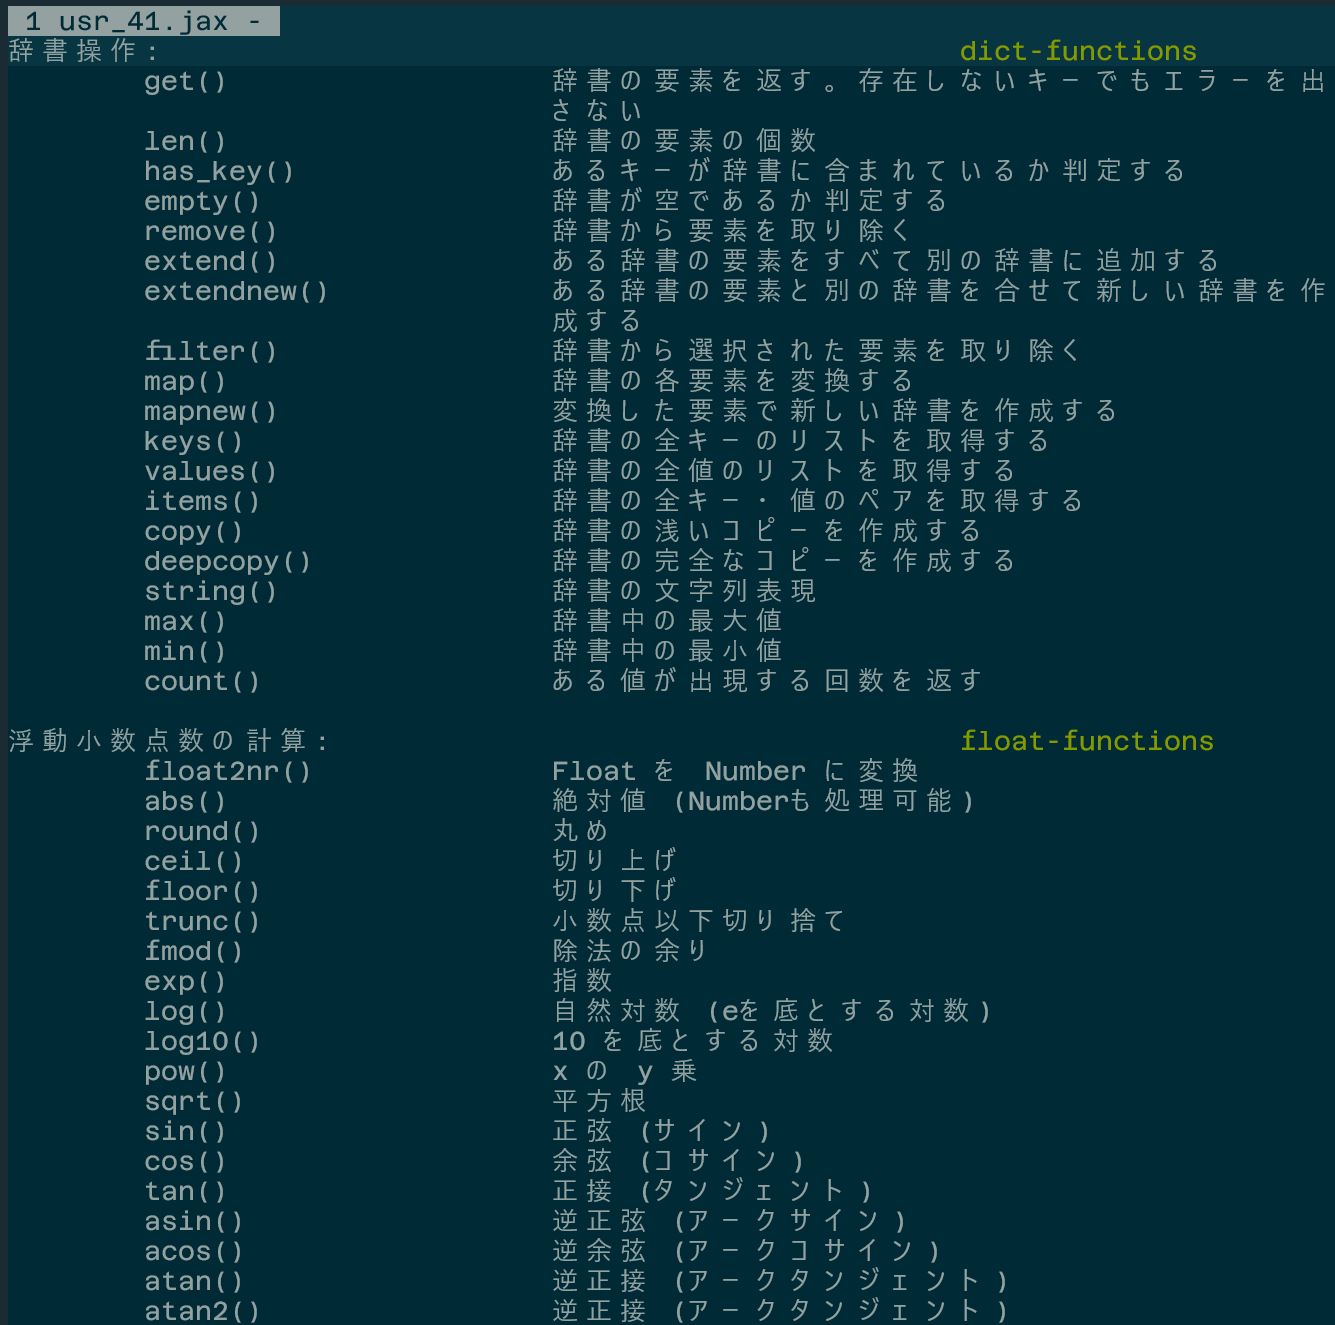 1 usr_41.jax -
辞書操作: dict-functions
get() 辞書の要素を返す。存在しないキーでもエラーを出
さない
len() 辞書の要素の個数
has_key() あるキーが辞書に含まれているか判定する
empty() 辞書が空であるか判定する
remove() 辞書から要素を取り除く
extend() ある辞書の要素をすべて別の辞書に追加する
extendnew() ある辞書の要素と別の辞書を合せて新しい辞書を作
成する
filter() 辞書から選択された要素を取り除く
map() 辞書の各要素を変換する
mapnew() 変換した要素で新しい辞書を作成する
keys() 辞書の全キーのリストを取得する
values() 辞書の全値のリストを取得する
items() 辞書の全キー・値のペアを取得する
copy() 辞書の浅いコピーを作成する
deepcopy() 辞書の完全なコピーを作成する
string() 辞書の文字列表現
max() 辞書中の最大値
min() 辞書中の最小値
count() ある値が出現する回数を返す
浮動小数点数の計算: float-functions
float2nr() Float を Number に変換
abs() 絶対値 (Numberも処理可能)
round() 丸め
ceil() 切り上げ
floor() 切り下げ
trunc() 小数点以下切り捨て
fmod() 除法の余り
exp() 指数
log() 自然対数 (eを底とする対数)
log10() 10 を底とする対数
pow() x の y 乗
sqrt() 平方根
sin() 正弦 (サイン)
cos() 余弦 (コサイン)
tan() 正接 (タンジェント)
asin() 逆正弦 (アークサイン)
acos() 逆余弦 (アークコサイン)
atan() 逆正接 (アークタンジェント)
atan2() 逆正接 (アークタンジェント)